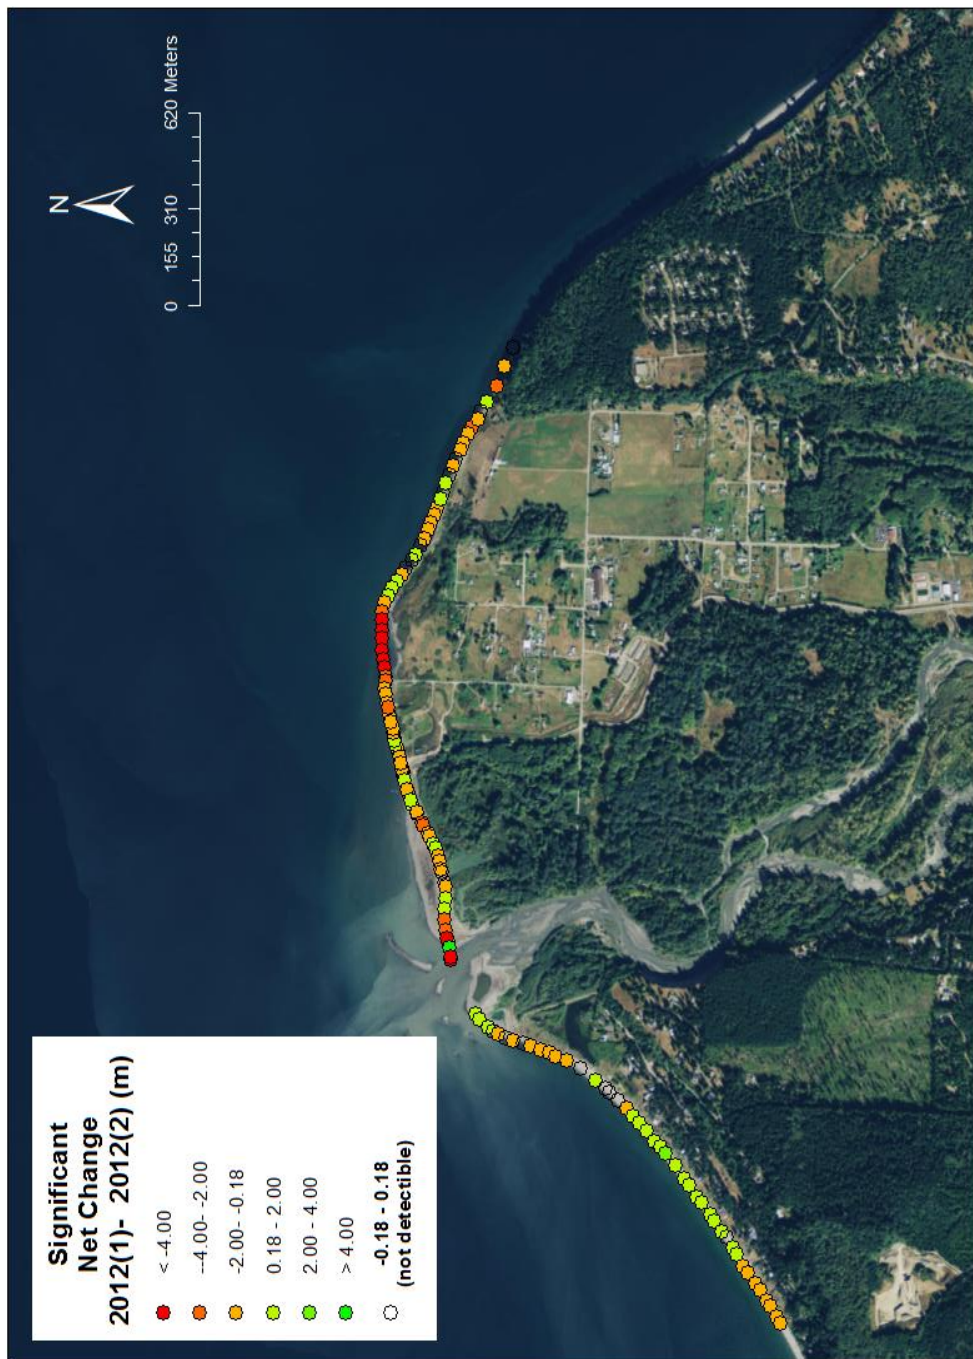 Significant
Net Change
2012(1)- 2012(2) (m)
< -4.00
-4.00- -2.00
-2.00- -0.18
0.18 - 2.00
2.00 - 4.00
> 4.00
-0.18 - 0.18
(not detectible)
N
0 155 310 620 Meters